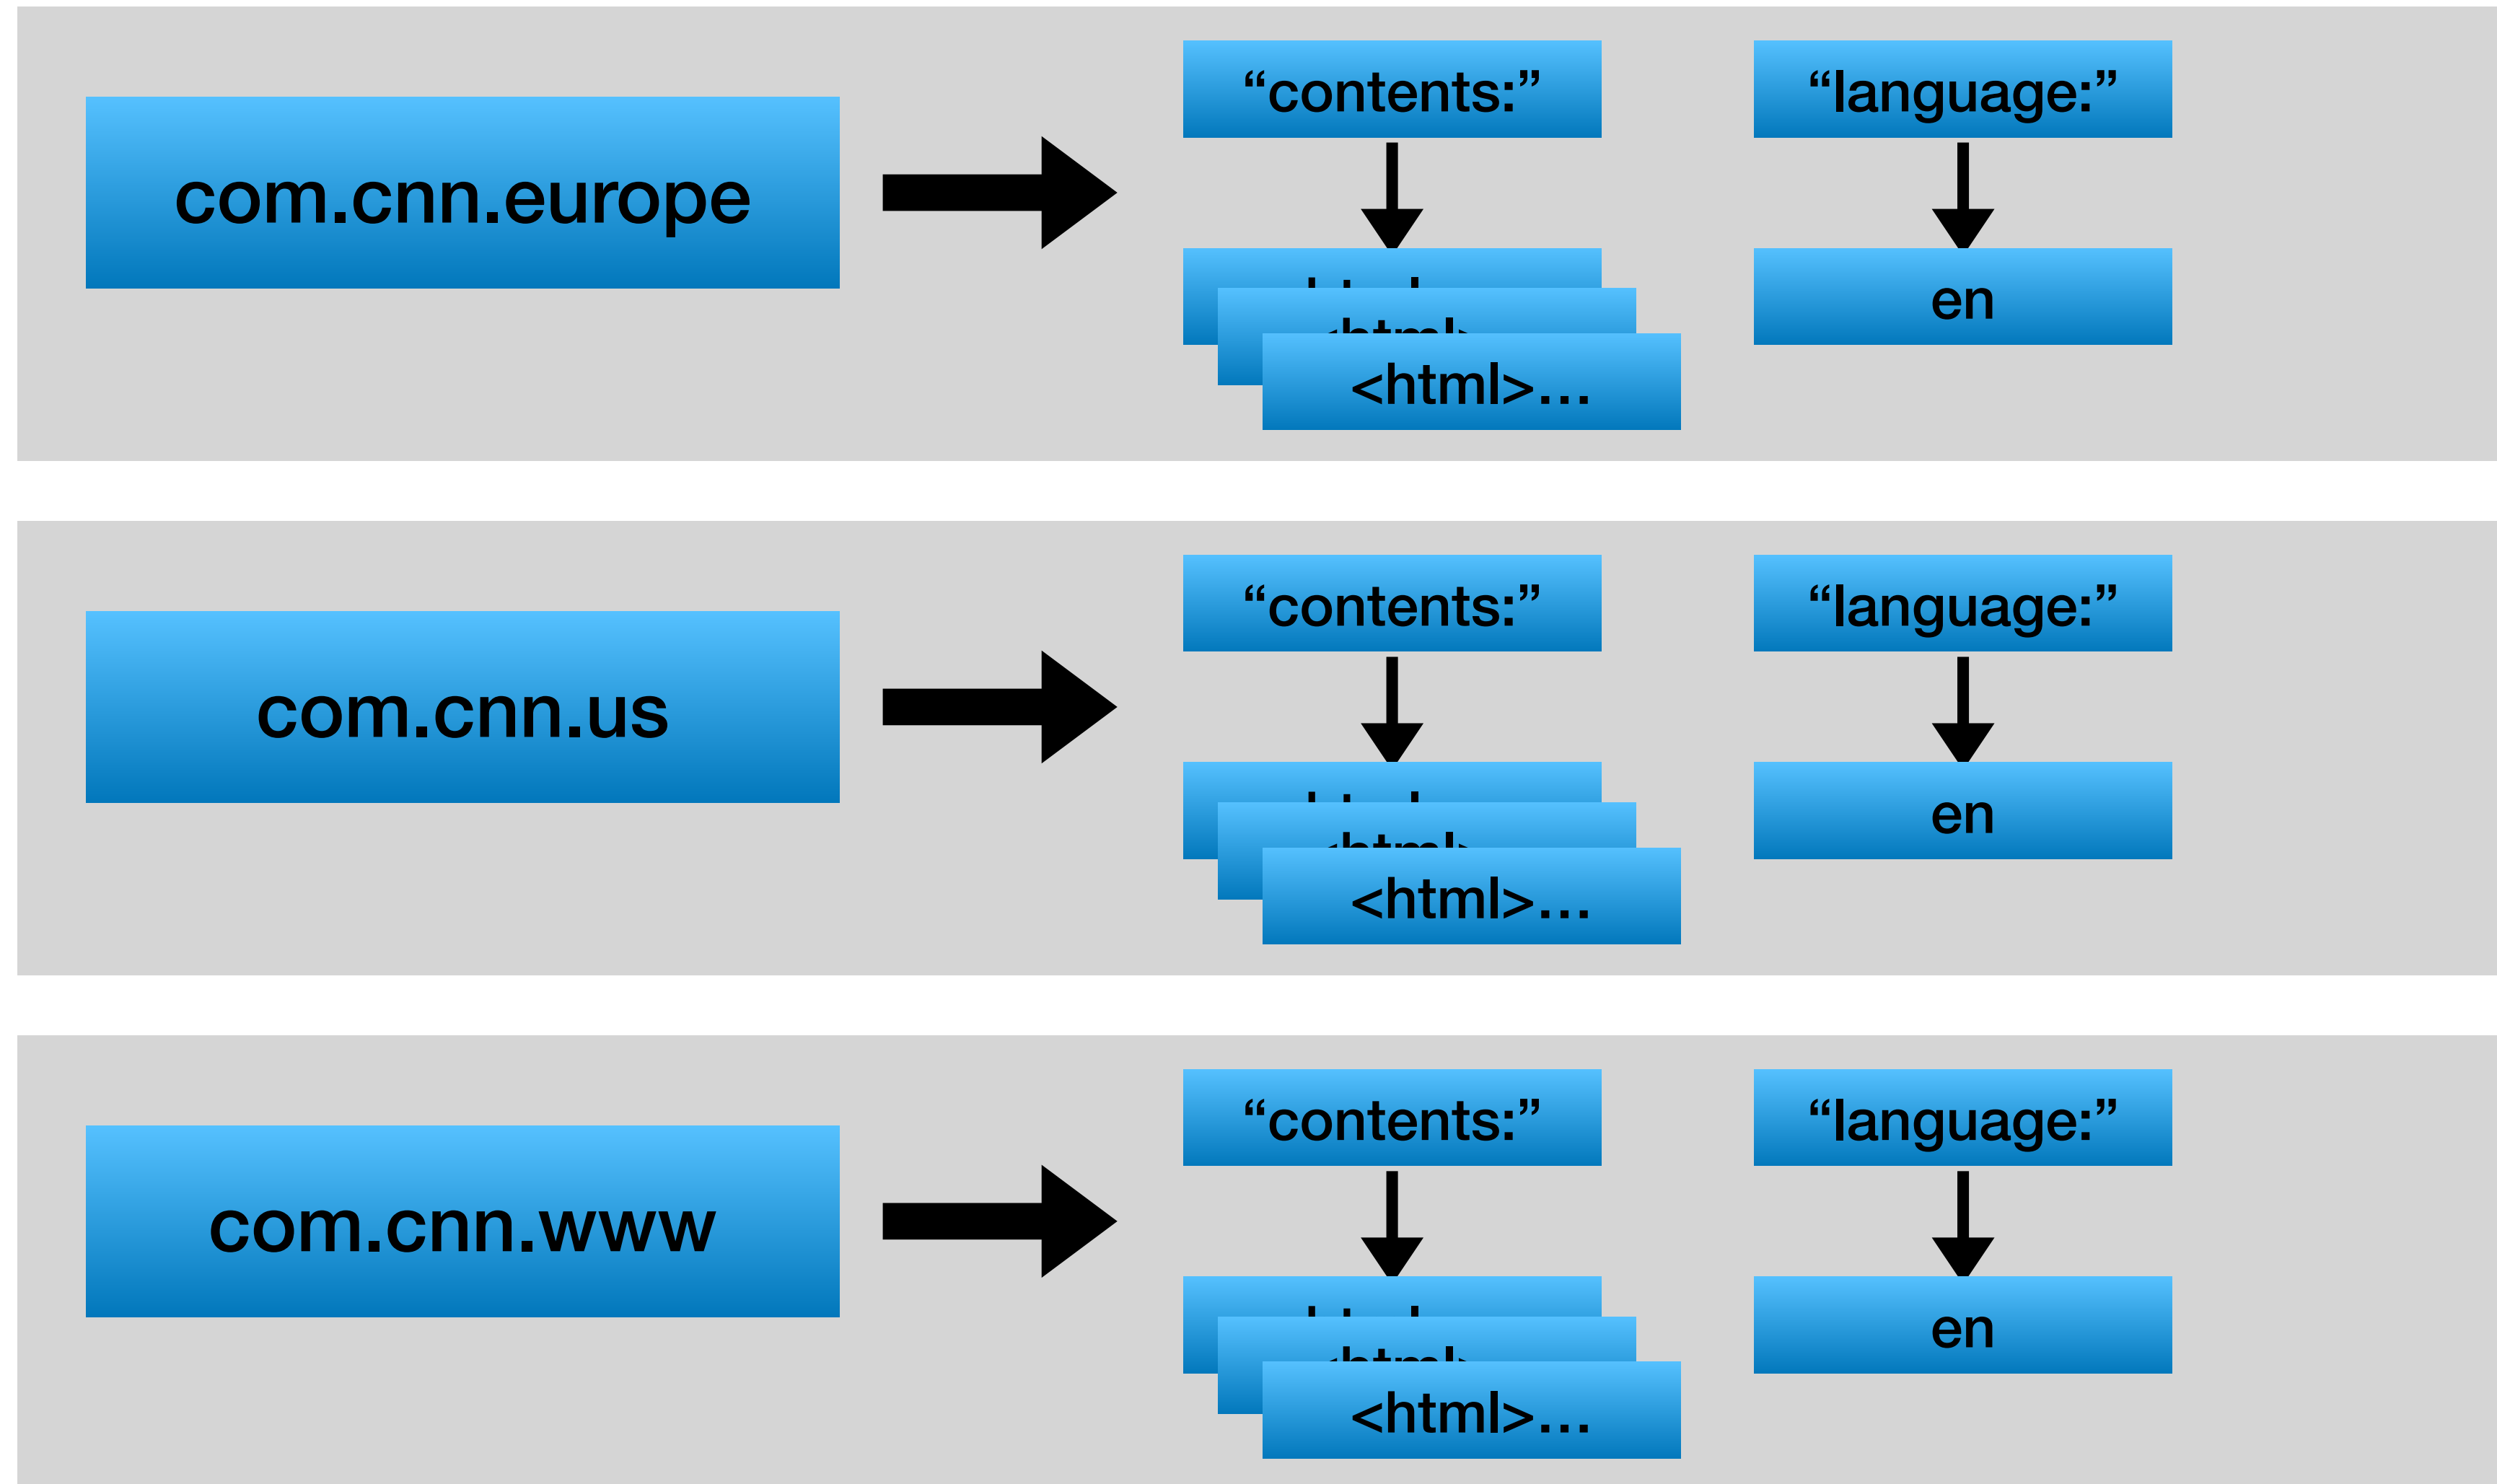 “contents:”
“language:”
com.cnn.europe
en
<html>…
“contents:”
“language:”
com.cnn.us
en
<html>…
“contents:”
“language:”
com.cnn.www
en
<html>…